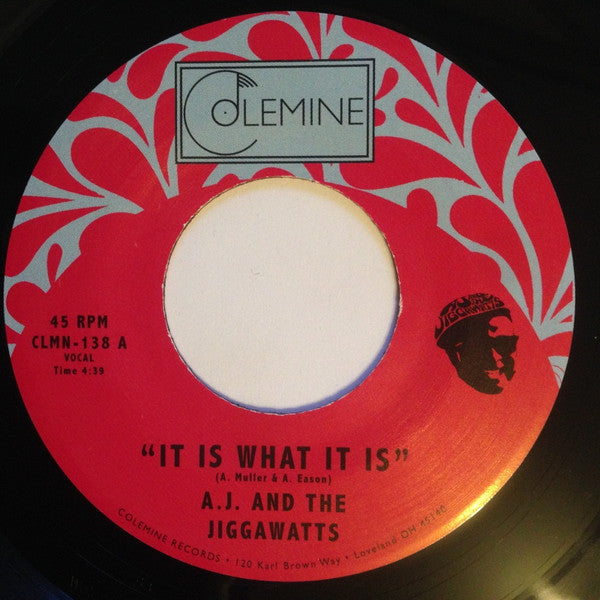 COLEMINE
45 RPM
CLMN-138 A
VOCAL
Time 4:39
JIGGAWATTS
"IT IS WHAT IT IS"
(A. Muller & A. Eason)
A.J. AND THE
JIGGAWATTS
COLEMINE RECORDS • 120 Karl Brown Way • Loveland OH 45140